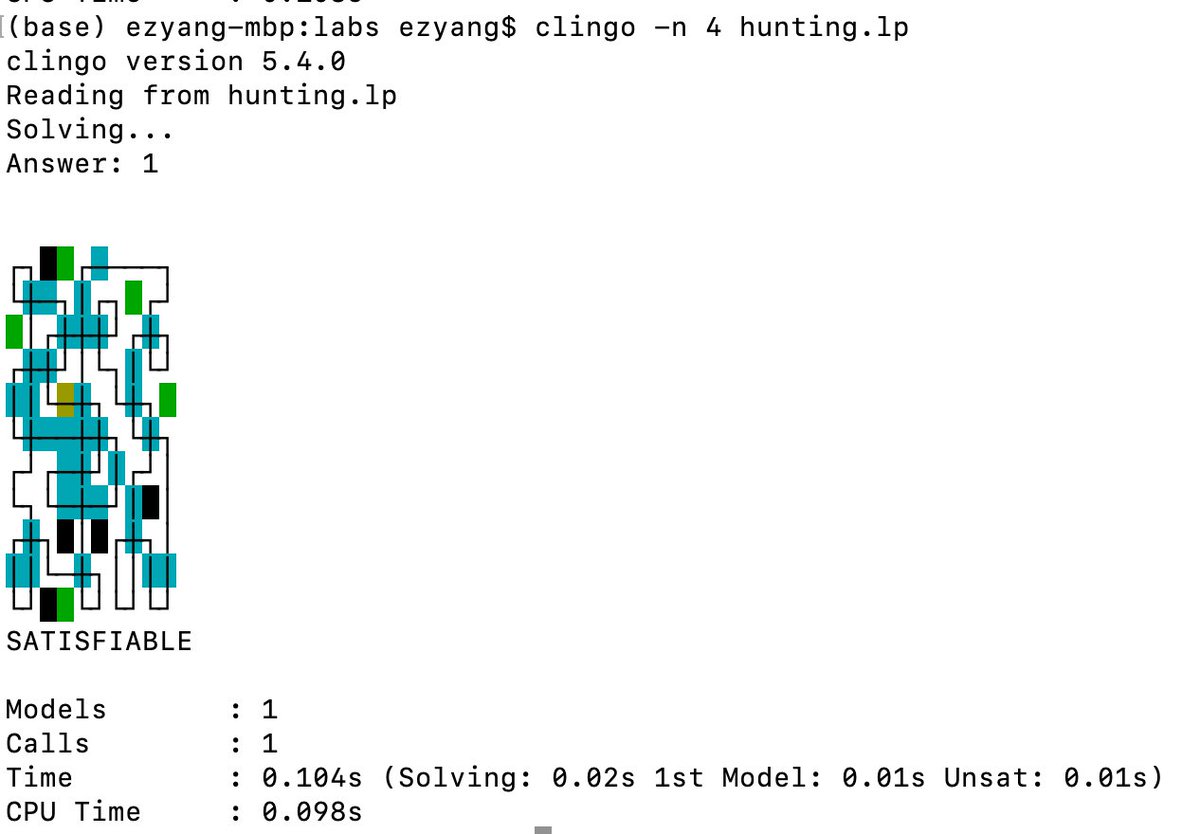 (base) ezyang-mbp:labs ezyang$ clingo -n 4 hunting.lp
clingo version 5.4.0
Reading from hunting.lp
Solving...
Answer: 1
SATISFIABLE
Models : 1
Calls : 1
Time : 0.104s (Solving: 0.02s 1st Model: 0.01s Unsat: 0.01s)
CPU Time : 0.098s